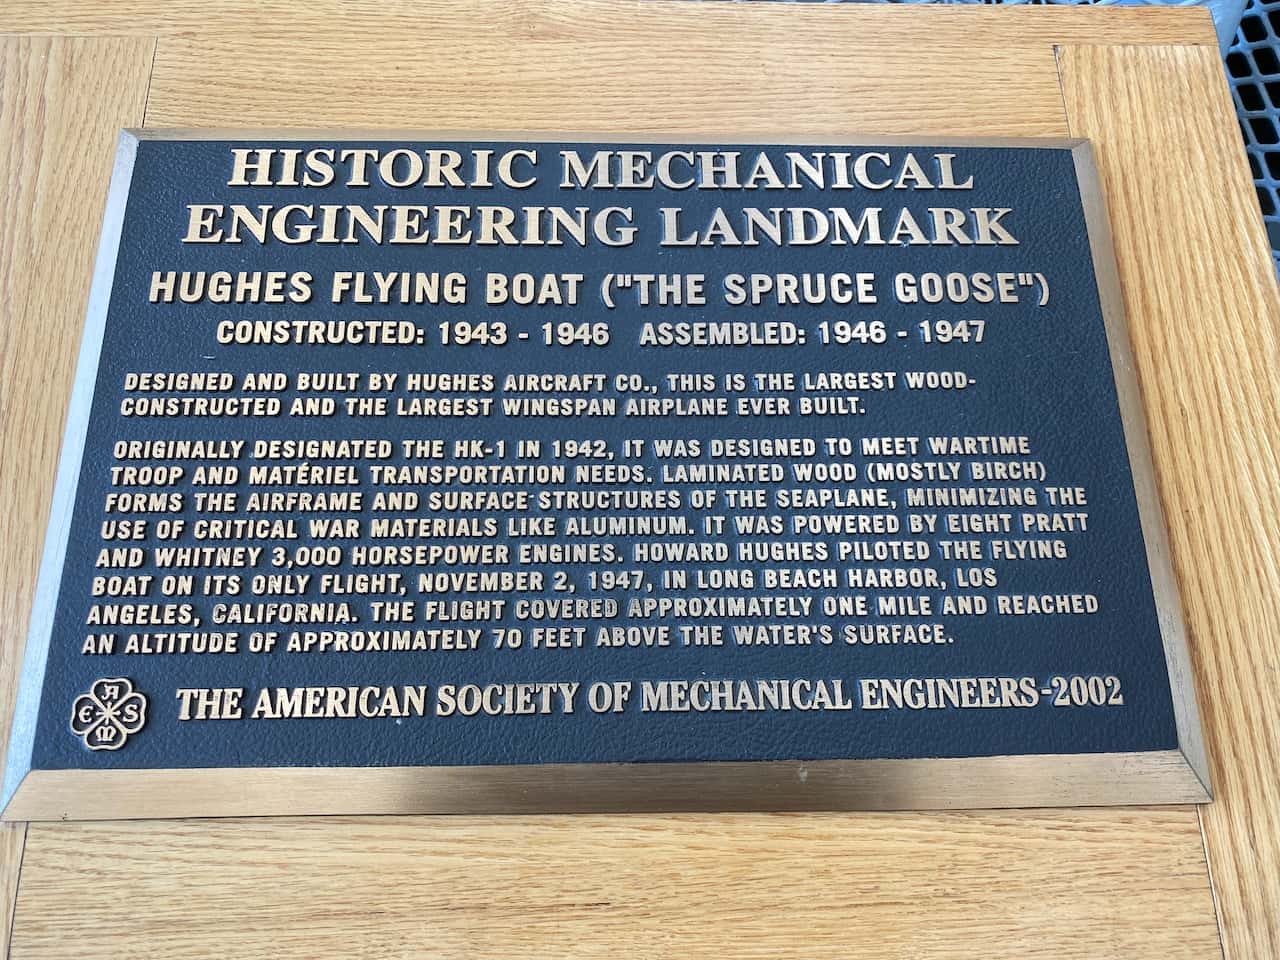 HISTORIC MECHANICAL
ENGINEERING LANDMARK
HUGHES FLYING BOAT ("THE SPRUCE GOOSE")
CONSTRUCTED: 1943 - 1946 ASSEMBLED: 1946 - 1947
DESIGNED AND BUILT BY HUGHES AIRCRAFT CO., THIS IS THE LARGEST WOOD-
CONSTRUCTED AND THE LARGEST WINGSPAN AIRPLANE EVER BUILT.
ORIGINALLY DESIGNATED THE HK-1 IN 1942, IT WAS DESIGNED TO MEET WARTIME
TROOP AND MATÉRIEL TRANSPORTATION NEEDS. LAMINATED WOOD (MOSTLY BIRCH)
FORMS THE AIRFRAME AND SURFACE STRUCTURES OF THE SEAPLANE, MINIMIZING THE
USE OF CRITICAL WAR MATERIALS LIKE ALUMINUM. IT WAS POWERED BY EIGHT PRATT
AND WHITNEY 3,000 HORSEPOWER ENGINES. HOWARD HUGHES PILOTED THE FLYING
BOAT ON ITS ONLY FLIGHT, NOVEMBER 2, 1947, IN LONG BEACH HARBOR, LOS
ANGELES, CALIFORNIA. THE FLIGHT COVERED APPROXIMATELY ONE MILE AND REACHED
AN ALTITUDE OF APPROXIMATELY 70 FEET ABOVE THE WATER'S SURFACE.
A
E S
M
THE AMERICAN SOCIETY OF MECHANICAL ENGINEERS-2002